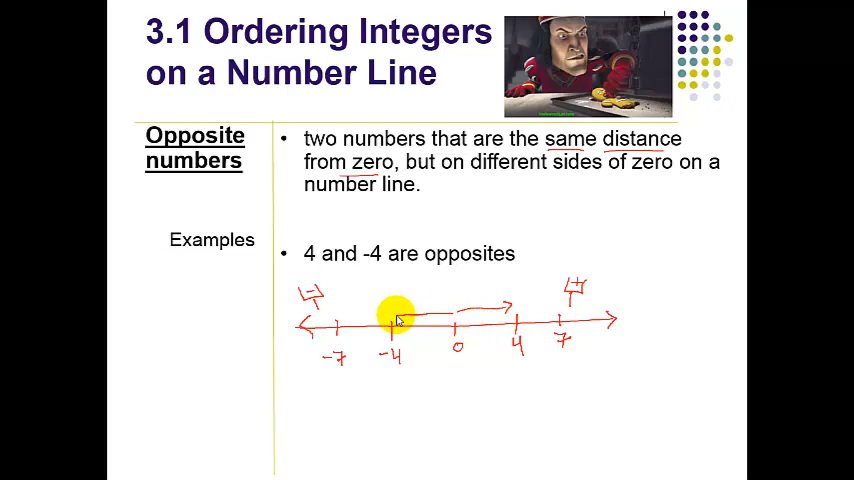 3.1 Ordering Integers
on a Number Line
Opposite
numbers
• two numbers that are the same distance
from zero, but on different sides of zero on a
number line.
Examples
• 4 and -4 are opposites
- +
-7 -4 0 4 7